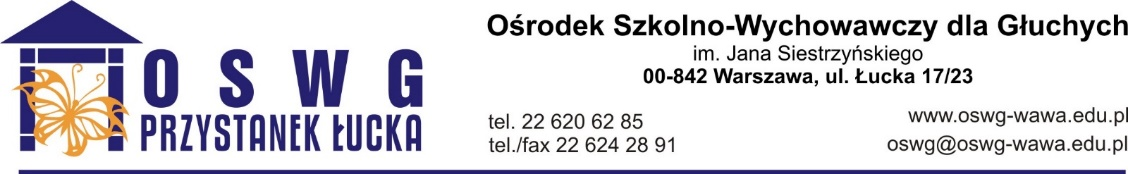 OSWG
PRZYSTANEK ŁUCKA
Ośrodek Szkolno-Wychowawczy dla Głuchych
im. Jana Siestrzyńskiego
00-842 Warszawa, ul. Łucka 17/23
tel. 22 620 62 85
tel./fax 22 624 28 91
www.oswg-wawa.edu.pl
oswg@oswg-wawa.edu.pl